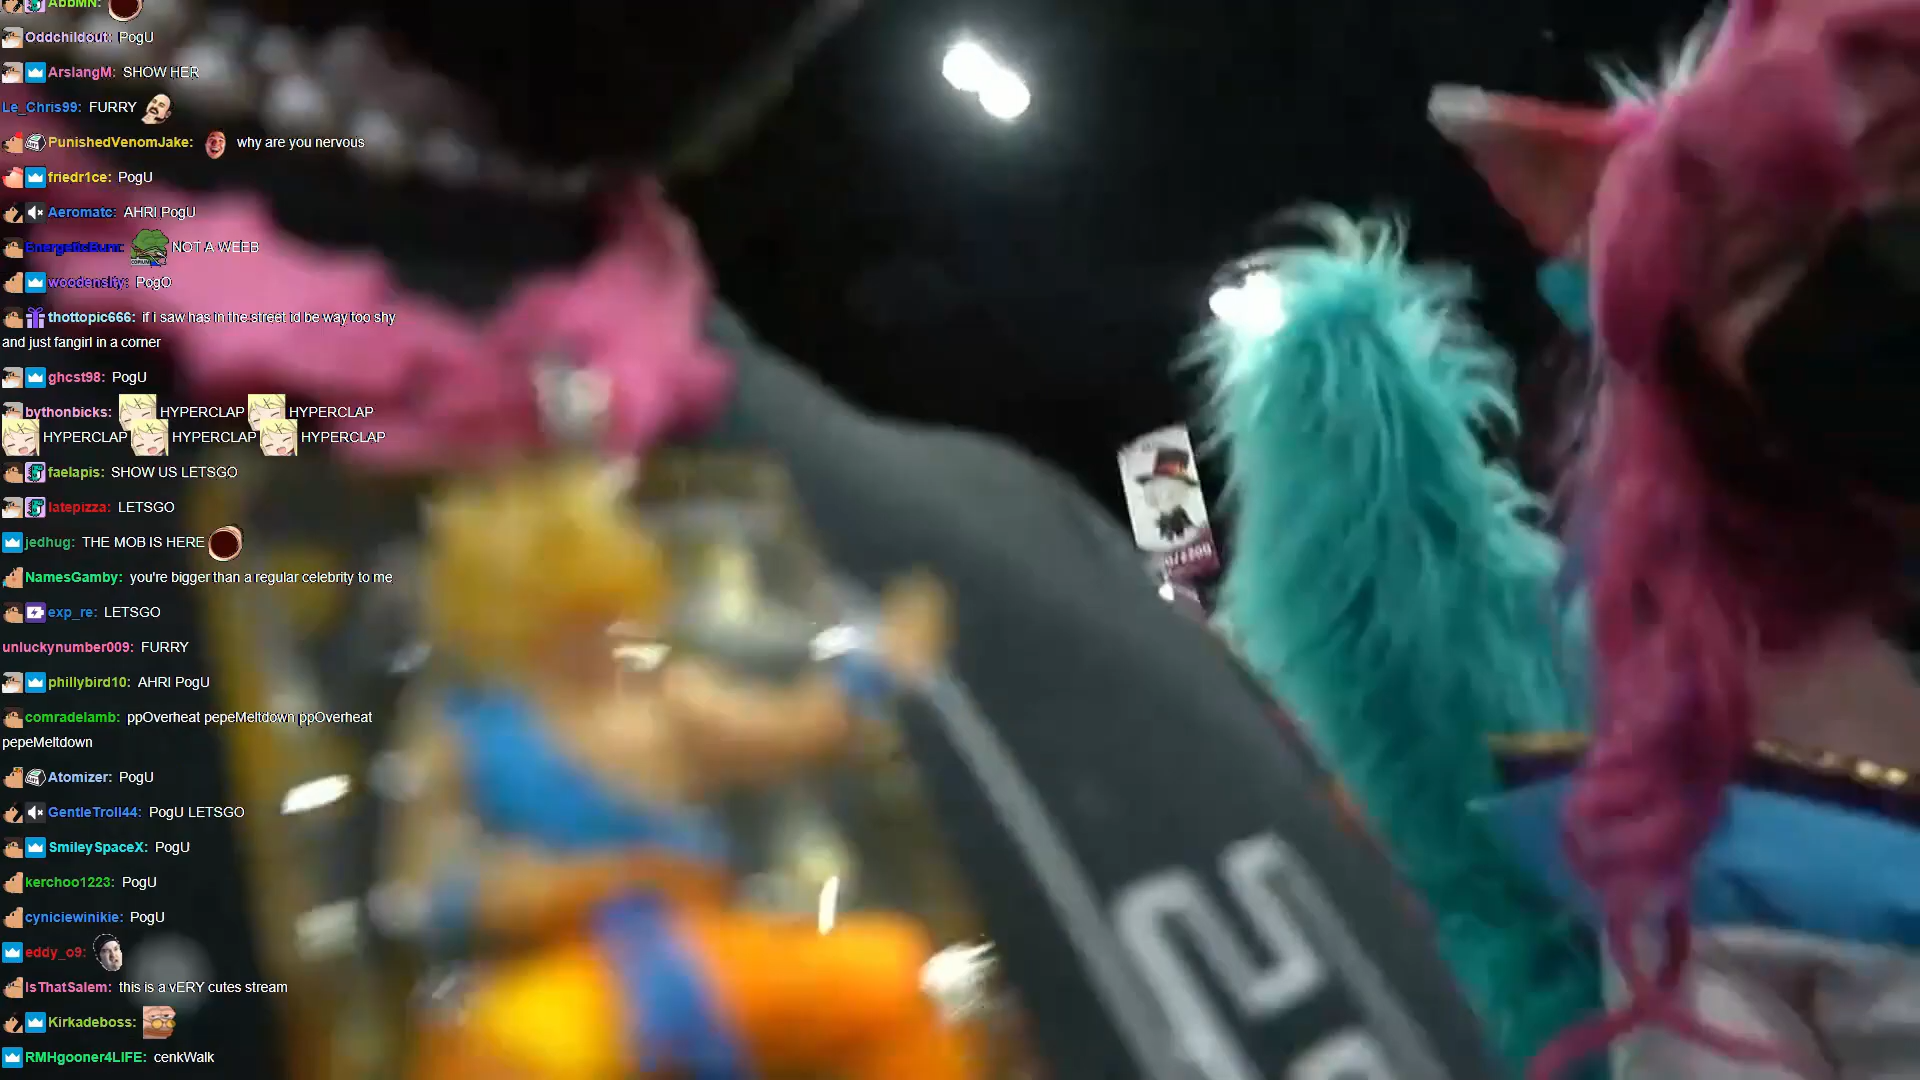 AbbMN:
Oddchildout: PogU
ArslangM: SHOW HER
Le_Chris99: FURRY
PunishedVenomJake: why are you nervous
friedr1ce: PogU
Aeromatc: AHRI PogU
EnergeticBurn: NOT A WEEB
woodensity: PogO
thottopic666: if i saw has in the street id be way too shy
and just fangirl in a corner
ghcst98: PogU
bythonbicks: HYPERCLAP HYPERCLAP
HYPERCLAP HYPERCLAP HYPERCLAP
faelapis: SHOW US LETSGO
latepizza: LETSGO
jedhug: THE MOB IS HERE
NamesGamby: you're bigger than a regular celebrity to me
exp_re: LETSGO
unluckynumber009: FURRY
phillybird10: AHRI PogU
comradelamb: ppOverheat pepeMeltdown ppOverheat
pepeMeltdown
Atomizer: PogU
GentleTroll44: PogU LETSGO
SmileySpaceX: PogU
kerchoo1223: PogU
cyniciewinikie: PogU
eddy_o9:
IsThatSalem: this is a vERY cutes stream
Kirkadeboss:
RMHgooner4LIFE: cenkWalk